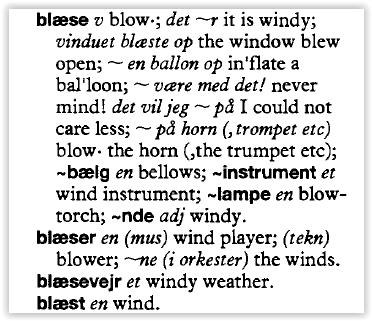 blæse v blow·; det ~r it is windy;
vinduet blæste op the window blew
open; ~ en ballon op in'flate a
bal'loon; ~ være med det! never
mind! det vil jeg ~ på I could not
care less; ~ på horn (, trompet etc)
blow· the horn (,the trumpet etc);
~bælg en bellows; ~instrument et
wind instrument; ~lampe en blow-
torch; ~nde adj windy.
blæser en (mus) wind player; (tekn)
blower; ~ne (i orkester) the winds.
blæsevejr et windy weather.
blæst en wind.